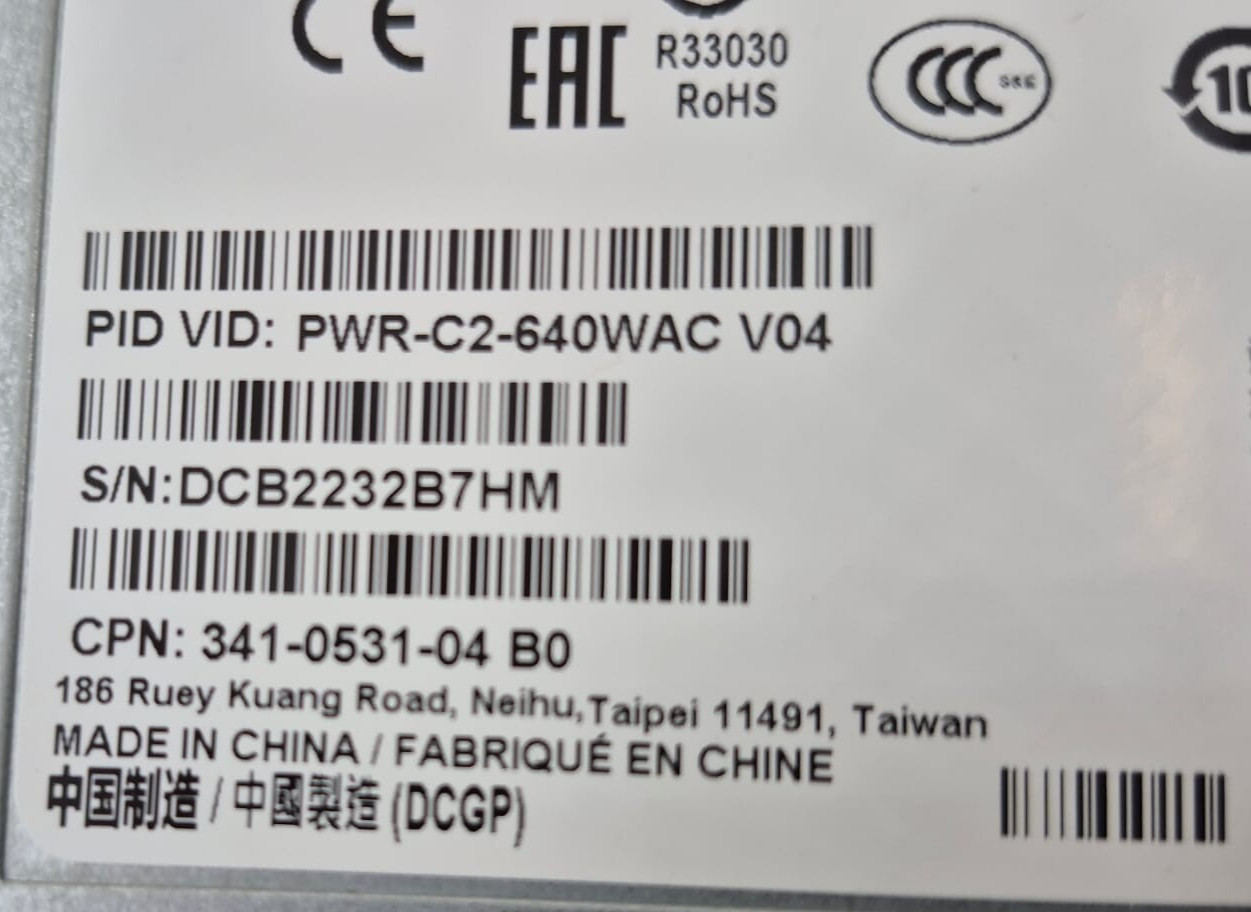 CE
EAC
R33030
RoHS
CCC S&E
10
PID VID: PWR-C2-640WAC V04
S/N:DCB2232B7HM
CPN: 341-0531-04 B0
186 Ruey Kuang Road, Neihu, Taipei 11491, Taiwan
MADE IN CHINA / FABRIQUÉ EN CHINE
中国制造 / 中國製造 (DCGP)